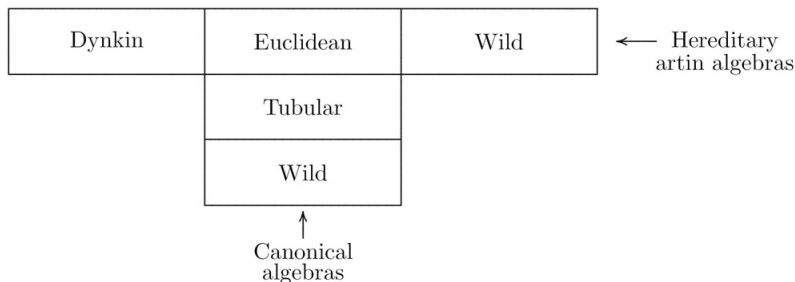 Dynkin Euclidean Wild Hereditary
artin algebras
Tubular
Wild
Canonical
algebras